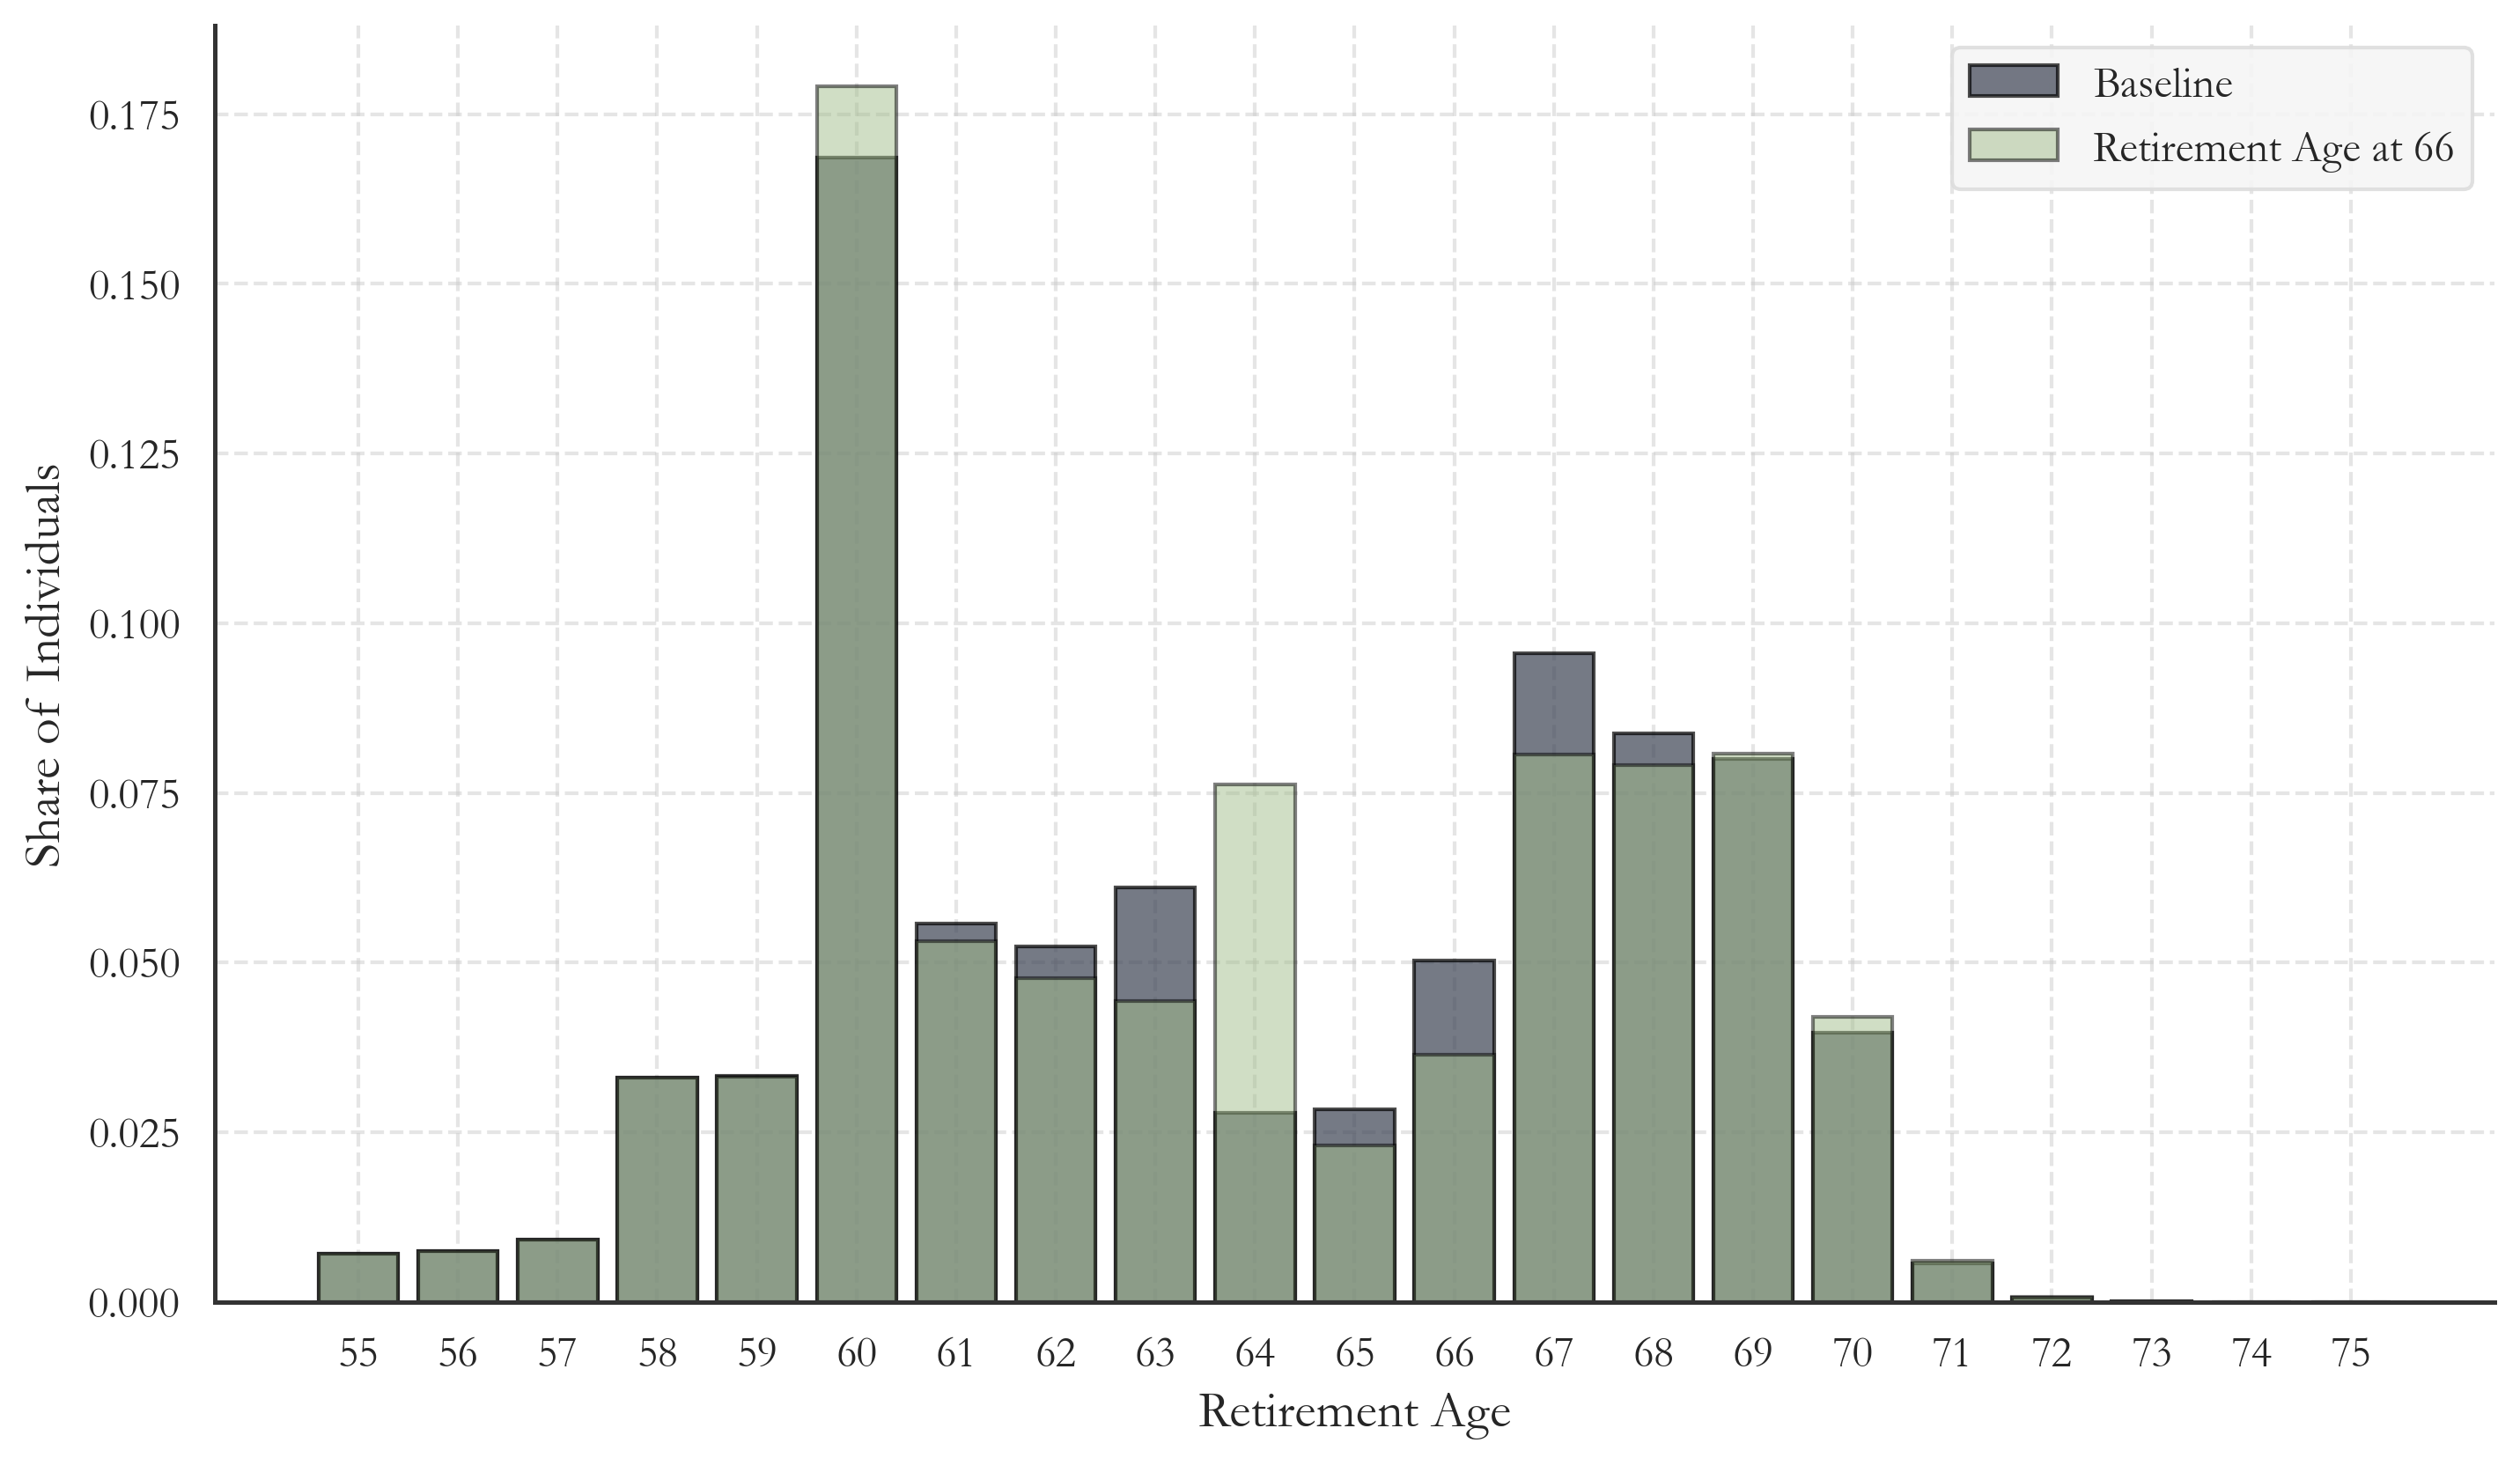 Baseline
Retirement Age at 66
Share of Individuals
0.175
0.150
0.125
0.100
0.075
0.050
0.025
0.000
55 56 57 58 59 60 61 62 63 64 65 66 67 68 69 70 71 72 73 74 75
Retirement Age